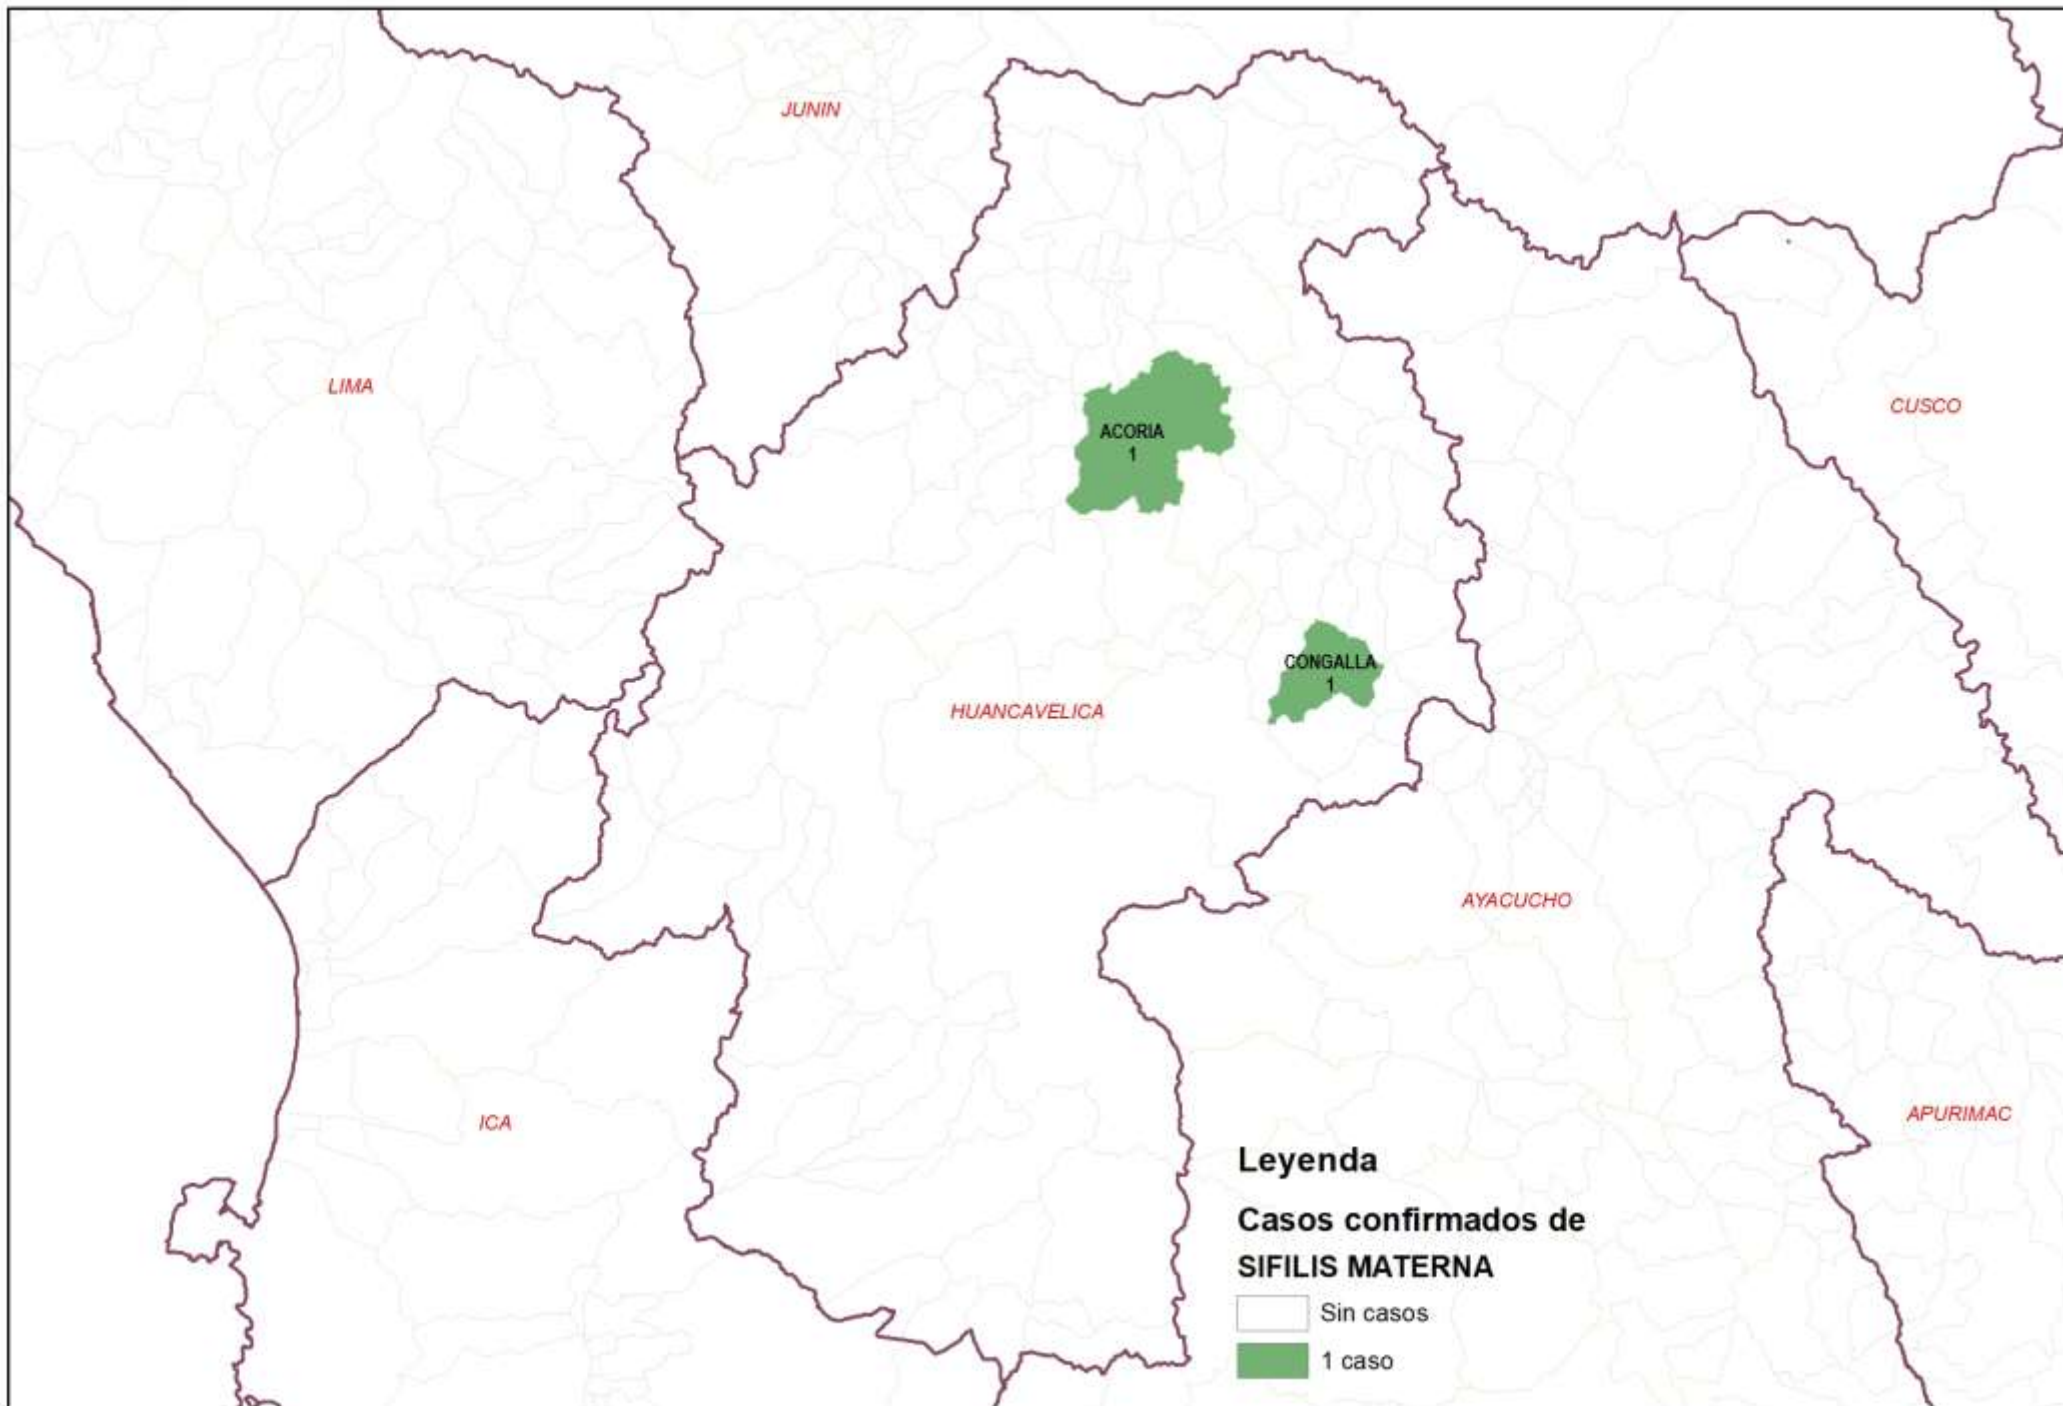 JUNIN
LIMA
CUSCO
ACORIA
1
CONGALLA
1
HUANCAVELICA
AYACUCHO
ICA
APURIMAC
Leyenda
Casos confirmados de
SIFILIS MATERNA
Sin casos
1 caso